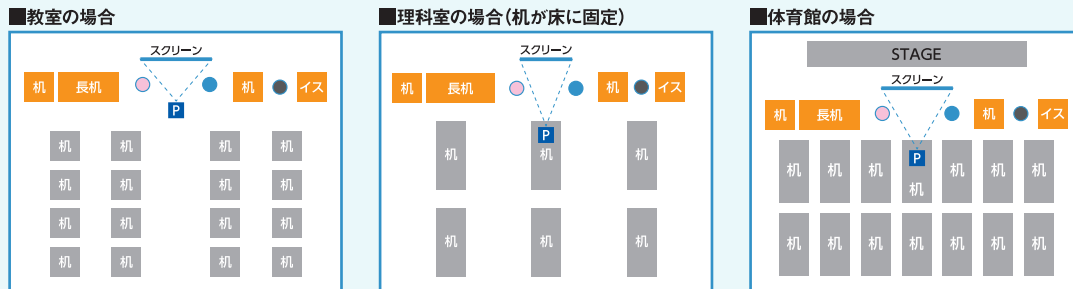 ■教室の場合
スクリーン
机 長机 机 イス
P
机 机 机 机
机 机 机 机
机 机 机 机
机 机 机 机
■理科室の場合(机が床に固定)
スクリーン
机 長机 机 イス
P
机 机 机
机 机 机
■体育館の場合
STAGE
スクリーン
机 長机 机 イス
P
机 机 机 机 机 机 机
机 机 机 机 机 机 机